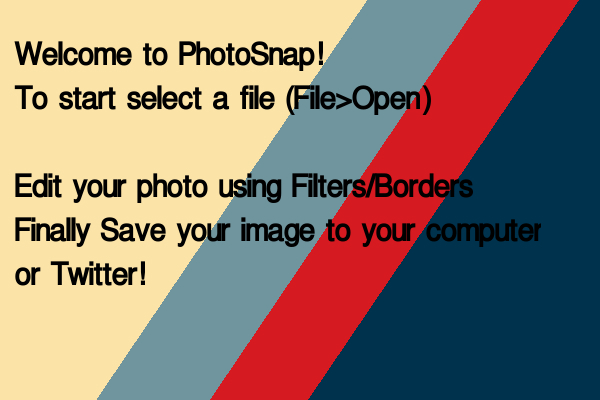 Welcome to PhotoSnap!
To start select a file (File>Open)
Edit your photo using Filters/Borders
Finally Save your image to your computer
or Twitter!